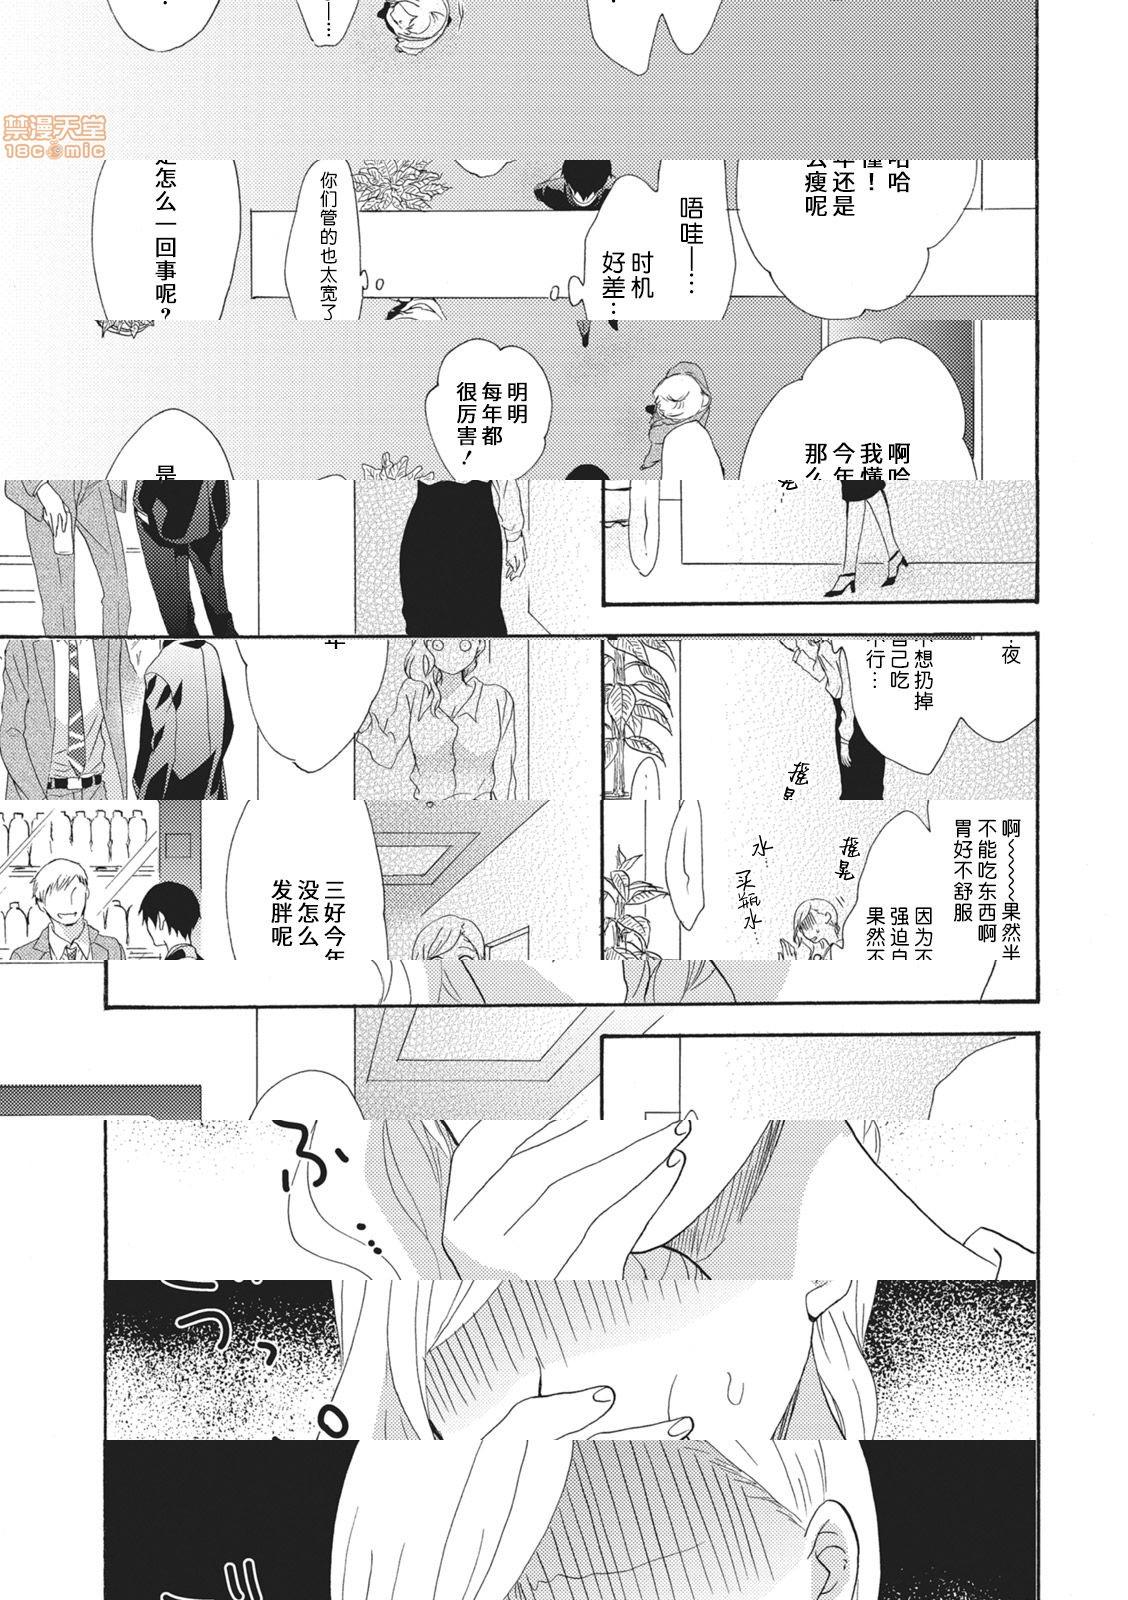 禁漫天堂
18comic
哈哈
懂！
年还是
么瘦呢
唔哇—…
时机
好差…
你们管的也太宽了
是怎么一回事呢？
明明
每年都
很厉害！
啊哈
我懂
今年
那么
是
晃
夜
不想扔掉
自己吃
不行…
年
摇晃
啊～～～～果然半
不能吃东西啊
胃好不舒服
因为不
强迫自
果然不
摇晃
水…
买瓶水…
三好今年
没怎么
发胖呢
ふ